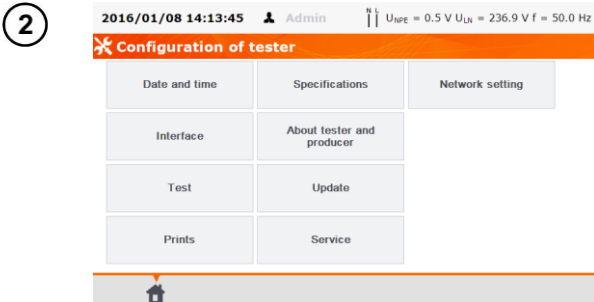 2
2016/01/08 14:13:45 Admin N L U_NPE = 0.5 V U_LN = 236.9 V f = 50.0 Hz
Configuration of tester
Date and time Specifications Network setting
Interface About tester and
producer
Test Update
Prints Service